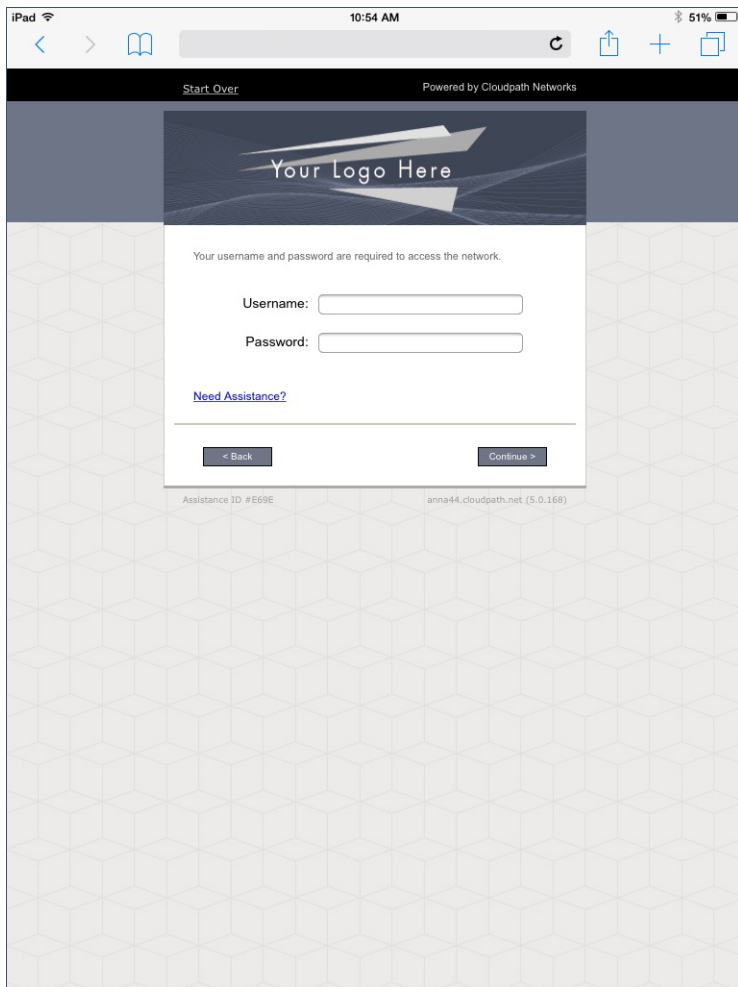 iPad 10:54 AM 51%
Start Over Powered by Cloudpath Networks
Your Logo Here
Your username and password are required to access the network.
Username:
Password:
Need Assistance?
< Back Continue >
Assistance ID #E69E anna44.cloudpath.net (5.0.168)